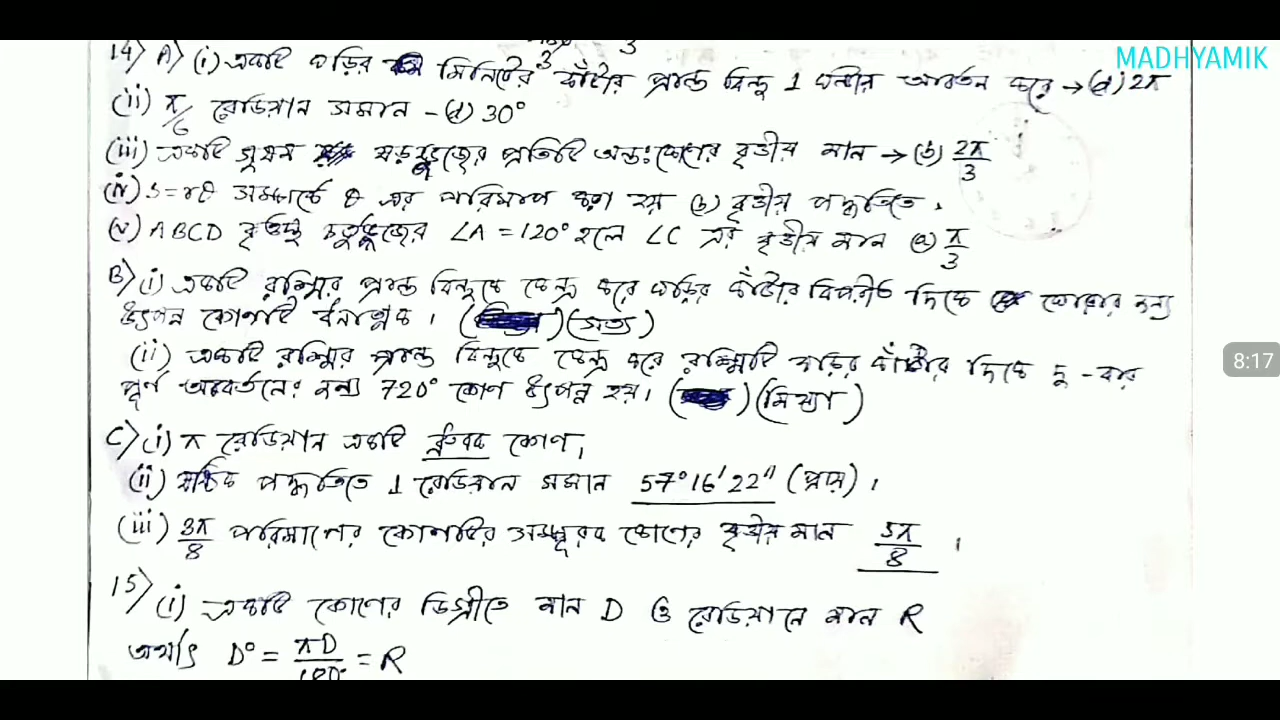 MADHYAMIK
14) A) (i) একটি ঘড়ির মিনিটের কাঁটার প্রান্ত বিন্দু 1 ঘন্টায় আবর্তন করে → (d) 2π
(ii) π/6 রেডিয়ান সমান - (d) 30°
(iii) একটি সুষম ষড়ভুজের প্রতিটি অন্তঃকোণের বৃত্তীয় মান → (b) 2π/3
(iv) S = rθ সম্পর্কে θ এর পরিমাপ করা হয় (b) বৃত্তীয় পদ্ধতিতে।
(v) ABCD বৃত্তস্থ চতুর্ভুজের ∠A = 120° হলে ∠C এর বৃত্তীয় মান (a) π/3
B) (i) একটি রশ্মির প্রান্ত বিন্দুকে কেন্দ্র করে ঘড়ির কাঁটার বিপরীত দিকে ঘোরার জন্য
উৎপন্ন কোণটি ধনাত্মক। (সত্য)
(ii) একটি রশ্মির প্রান্ত বিন্দুকে কেন্দ্র করে রশ্মিটি ঘড়ির কাঁটার দিকে দু-বার
পূর্ণ আবর্তনের জন্য 720° কোণ উৎপন্ন হয়। (মিথ্যা)
8:17
C) (i) π রেডিয়ান একটি ধ্রুবক কোণ।
(ii) ষষ্টিক পদ্ধতিতে 1 রেডিয়ান সমান 57°16'22" (প্রায়)।
(iii) 3π/8 পরিমাণের কোণটির সম্পূরক কোণের বৃত্তীয় মান 5π/8।
15) (i) একটি কোণের ডিগ্রীতে মান D ও রেডিয়ানে মান R
অর্থাৎ D° = πD/180° = R